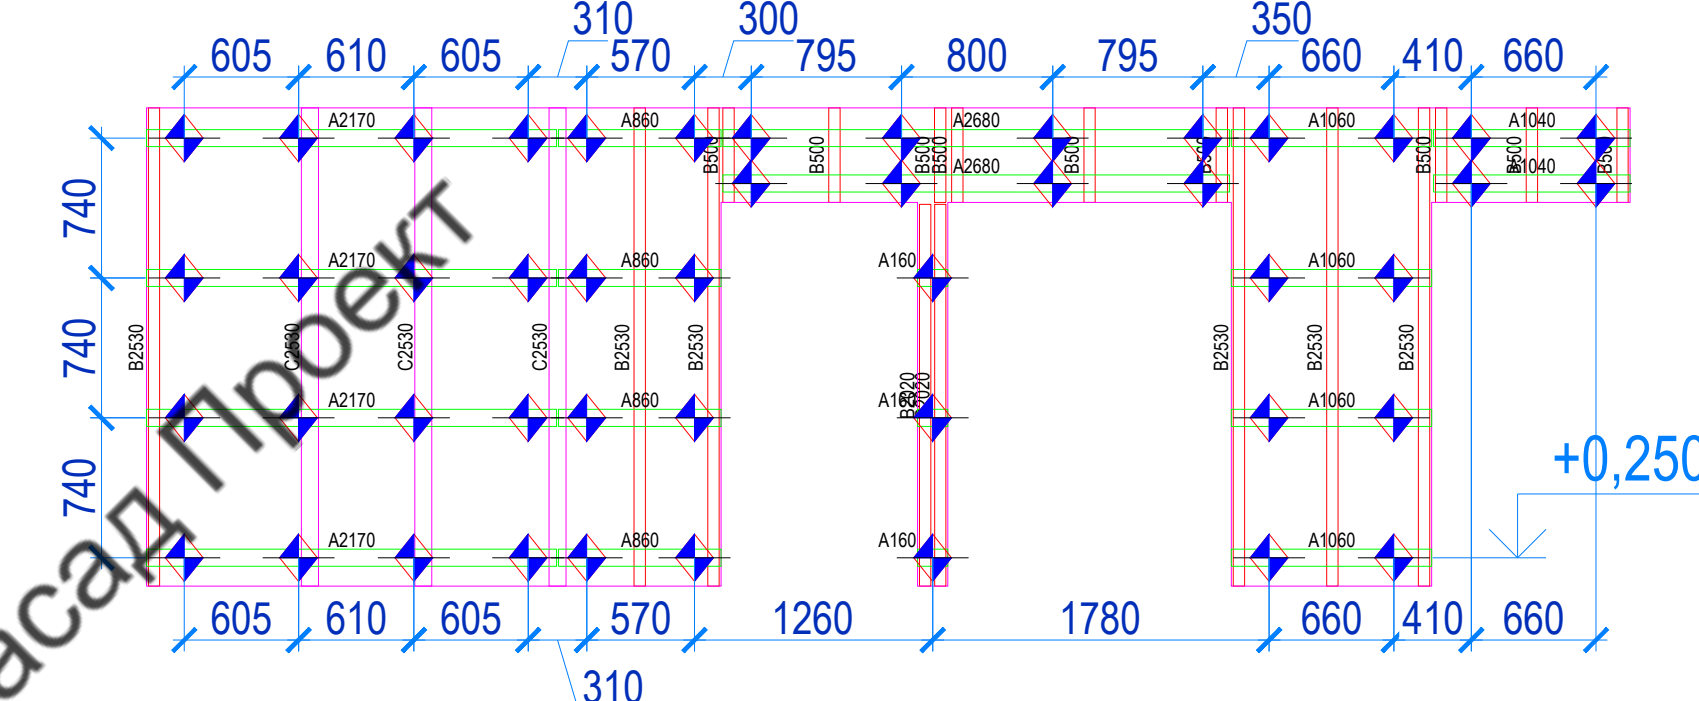 310 300 350
605 610 605 570 795 800 795 660 410 660
A2170 A860 A2680 A1060 A1040
B500 B500 B500 B500 B500 B500 B500 B500 B500
A2680 A1040
740
A2170 A860 A160 A1060
740
B2530 C2530 C2530 C2530 B2530 B2530 B2530 B2530 B2530
B2020 B2020
A2170 A860 A160 A1060
740
+0,250
A2170 A860 A160 A1060
605 610 605 570 1260 1780 660 410 660
310
асад Проект